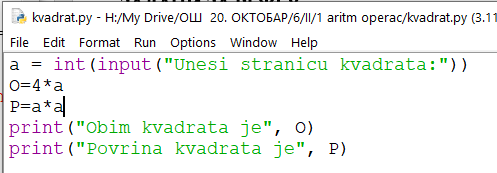 kvadrat.py - H:/My Drive/ОШ 20. ОКТОБАР/6/II/1 aritm operac/kvadrat.py (3.11
File Edit Format Run Options Window Help
a = int(input("Unesi stranicu kvadrata:"))
O=4*a
P=a*a
print("Obim kvadrata je", O)
print("Povrina kvadrata je", P)